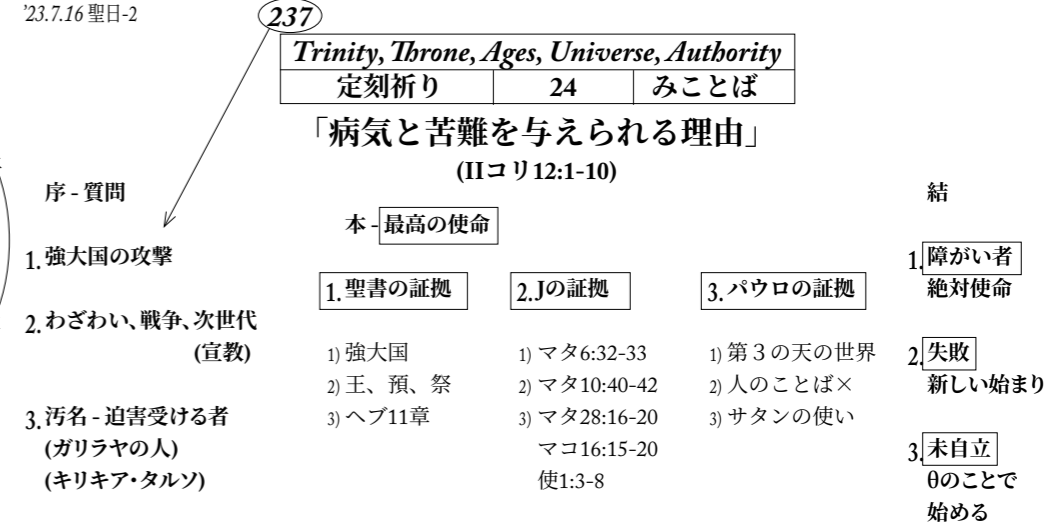 '23.7.16 聖日-2
237
Trinity, Throne, Ages, Universe, Authority
定刻祈り 24 みことば
「病気と苦難を与えられる理由」
(IIコリ12:1-10)
序 - 質問
1. 強大国の攻撃
2. わざわい、戦争、次世代
(宣教)
3. 汚名 - 迫害受ける者
(ガリラヤの人)
(キリキア・タルソ)
本 - 最高の使命
1. 聖書の証拠
1) 強大国
2) 王、預、祭
3) ヘブ11章
2. Jの証拠
1) マタ6:32-33
2) マタ10:40-42
3) マタ28:16-20
マコ16:15-20
使1:3-8
3. パウロの証拠
1) 第３の天の世界
2) 人のことば×
3) サタンの使い
結
1. 障がい者
絶対使命
2. 失敗
新しい始まり
3. 未自立
θのことで
始める